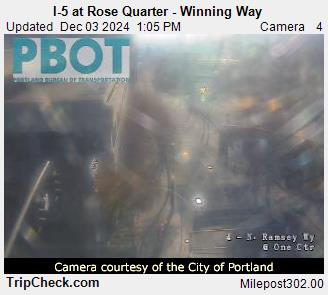 I-5 at Rose Quarter - Winning Way
Updated Dec 03 2024 1:05 PM Camera 4
PBOT
PORTLAND BUREAU OF TRANSPORTATION
4 - N. Ramsey Wy
@ One Ctr
Camera courtesy of the City of Portland
TripCheck.com Milepost302.00